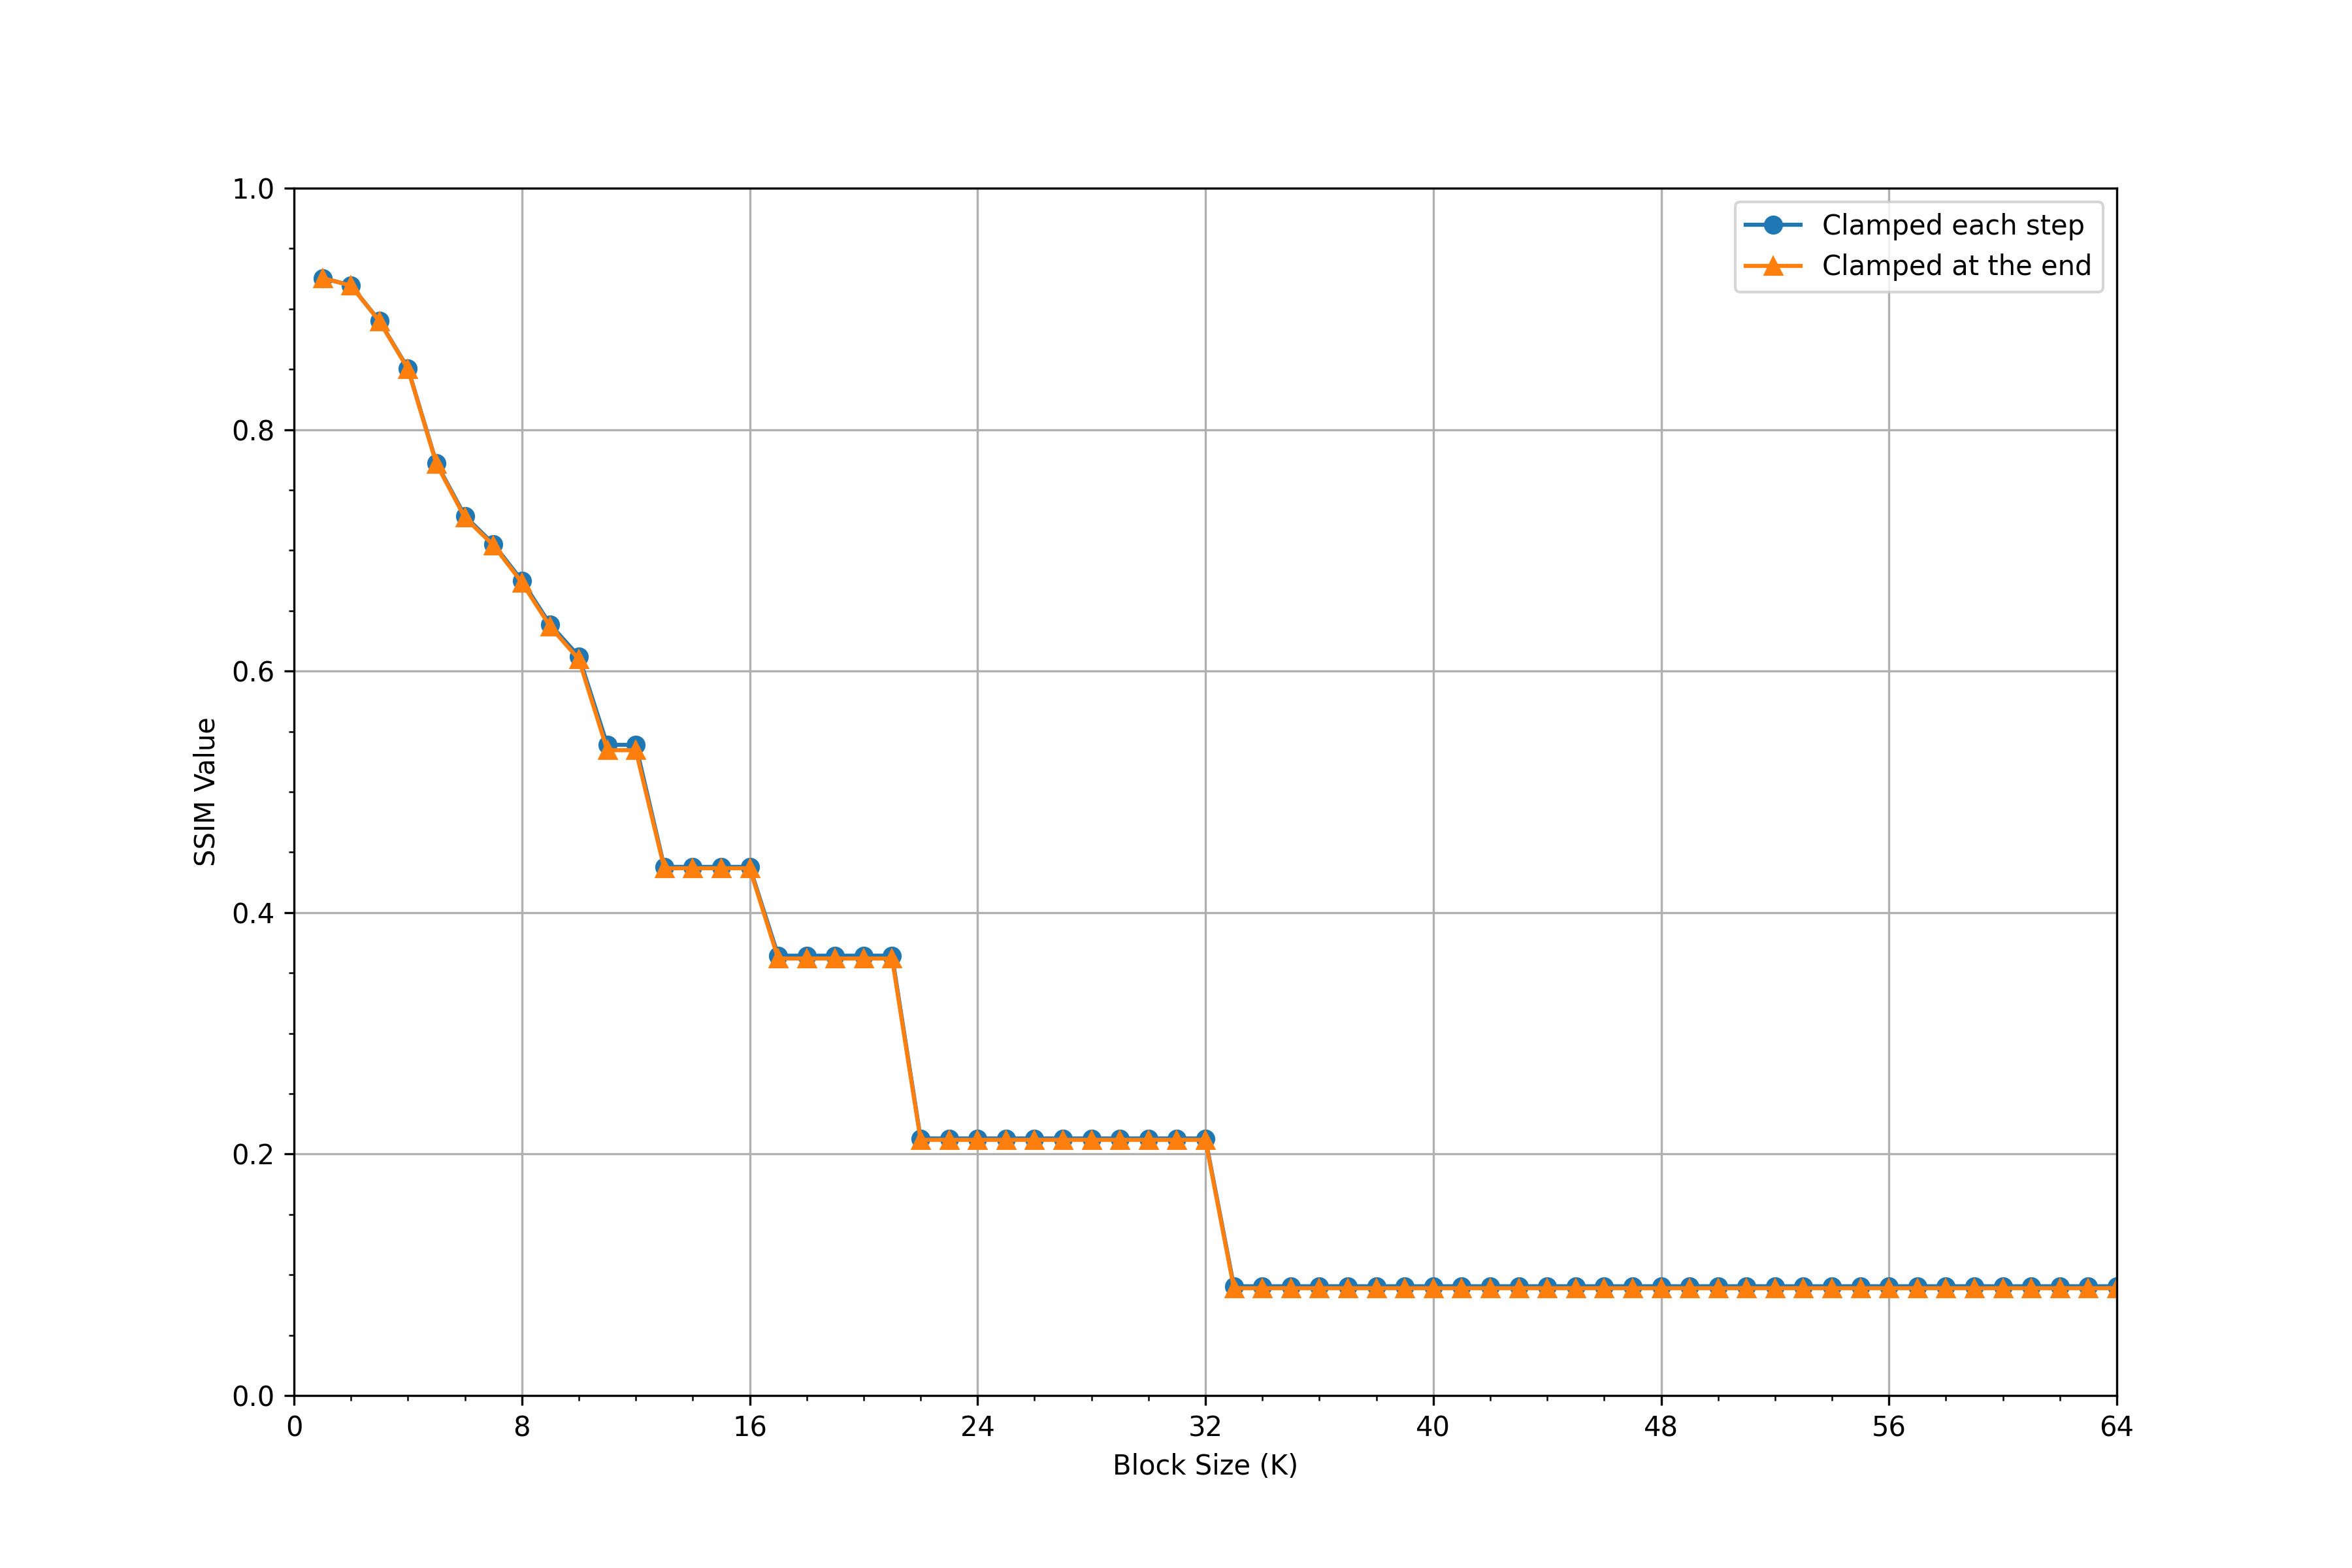 1.0
0.8
0.6
0.4
0.2
0.0
SSIM Value
Clamped each step
Clamped at the end
0 8 16 24 32 40 48 56 64
Block Size (K)